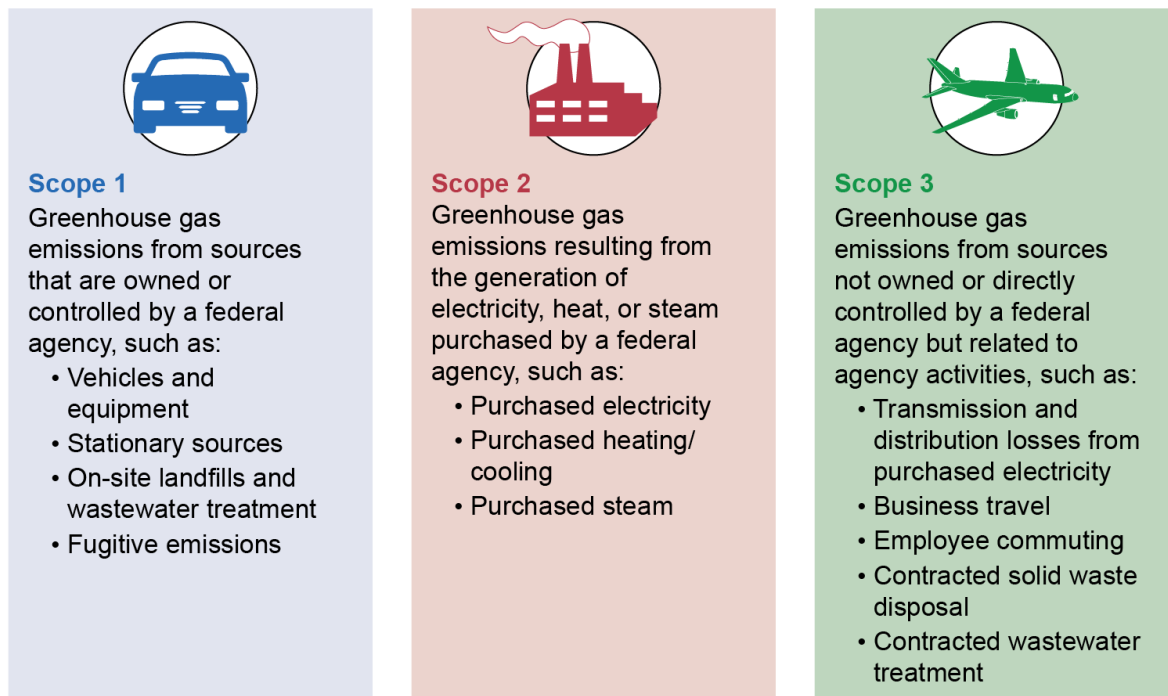 Scope 1
Greenhouse gas
emissions from sources
that are owned or
controlled by a federal
agency, such as:
• Vehicles and
equipment
• Stationary sources
• On-site landfills and
wastewater treatment
• Fugitive emissions
Scope 2
Greenhouse gas
emissions resulting from
the generation of
electricity, heat, or steam
purchased by a federal
agency, such as:
• Purchased electricity
• Purchased heating/
cooling
• Purchased steam
Scope 3
Greenhouse gas
emissions from sources
not owned or directly
controlled by a federal
agency but related to
agency activities, such as:
• Transmission and
distribution losses from
purchased electricity
• Business travel
• Employee commuting
• Contracted solid waste
disposal
• Contracted wastewater
treatment